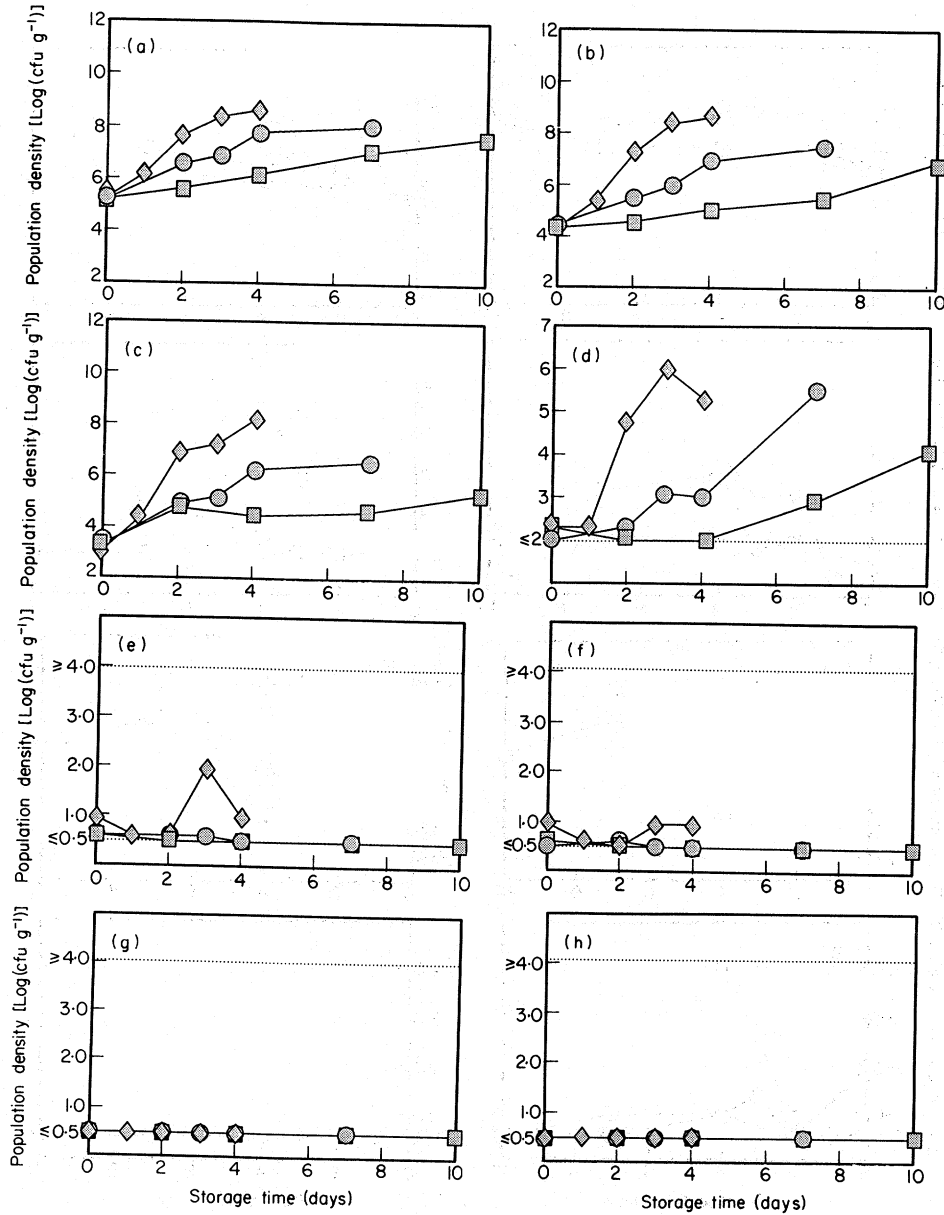 Population density [Log(cfu g⁻¹)]
(a)
12
10
8
6
4
2
0 2 4 6 8 10
(b)
12
10
8
6
4
2
0 2 4 6 8 10
Population density [Log(cfu g⁻¹)]
(c)
12
10
8
6
4
2
0 2 4 6 8 10
(d)
7
6
5
4
3
≤2
0 2 4 6 8 10
Population density [Log(cfu g⁻¹)]
(e)
≥4·0
3·0
2·0
1·0
≤0·5
0 2 4 6 8 10
(f)
≥4·0
3·0
2·0
1·0
≤0·5
0 2 4 6 8 10
Population density [Log(cfu g⁻¹)]
(g)
≥4·0
3·0
2·0
1·0
≤0·5
0 2 4 6 8 10
Storage time (days)
(h)
≥4·0
3·0
2·0
1·0
≤0·5
0 2 4 6 8 10
Storage time (days)